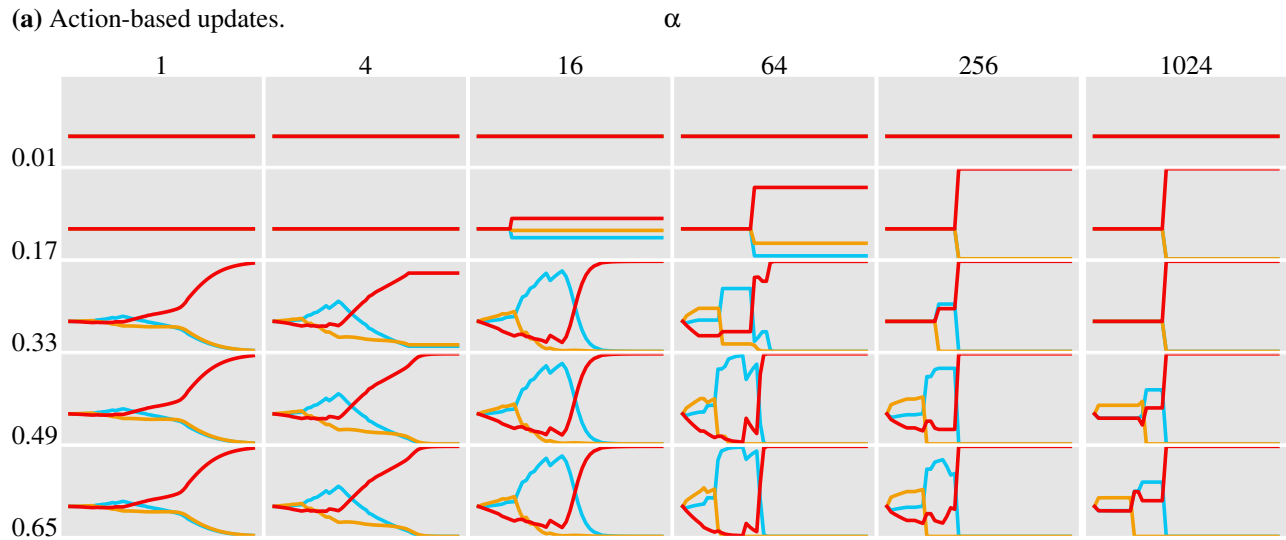 (a) Action-based updates.
α
1 4 16 64 256 1024
0.01
0.17
0.33
0.49
0.65